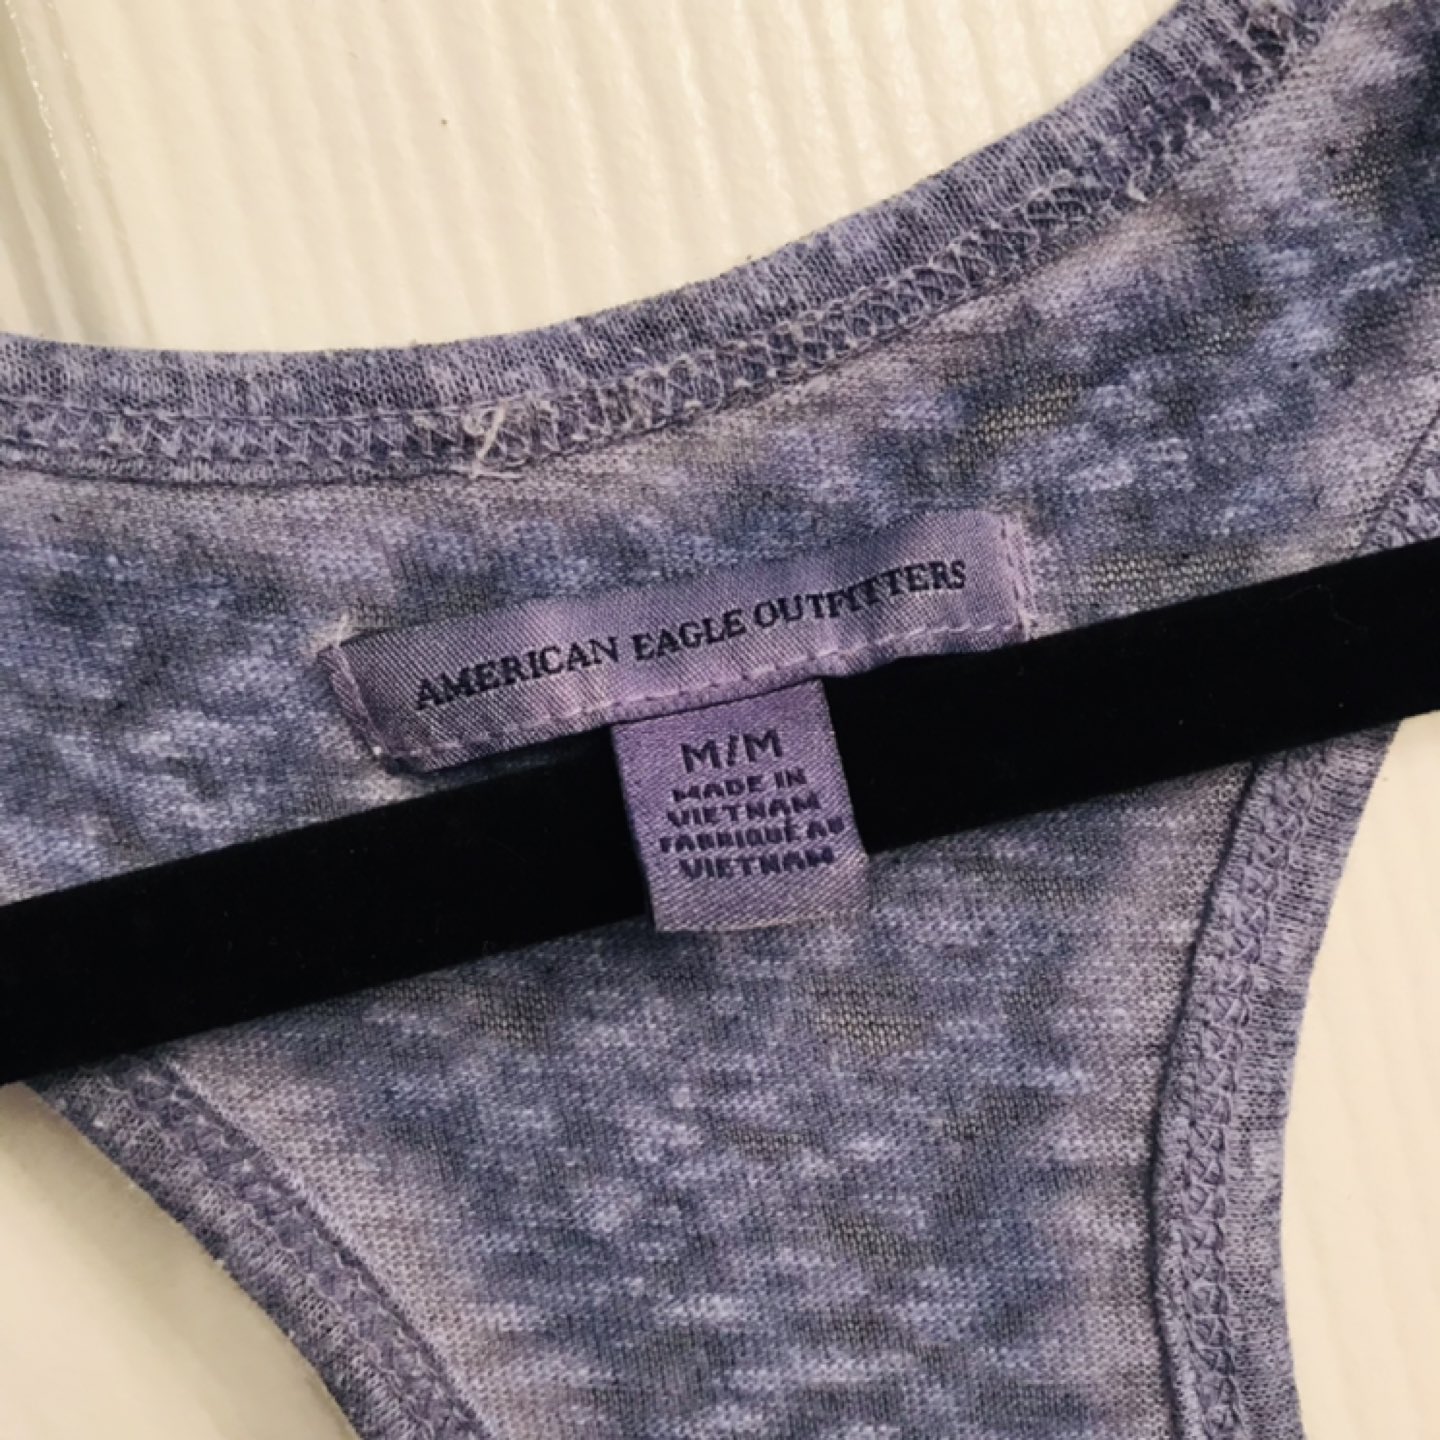 AMERICAN EAGLE OUTFITTERS
M/M
MADE IN
VIETNAM
FABRIQUÉ AU
VIETNAM